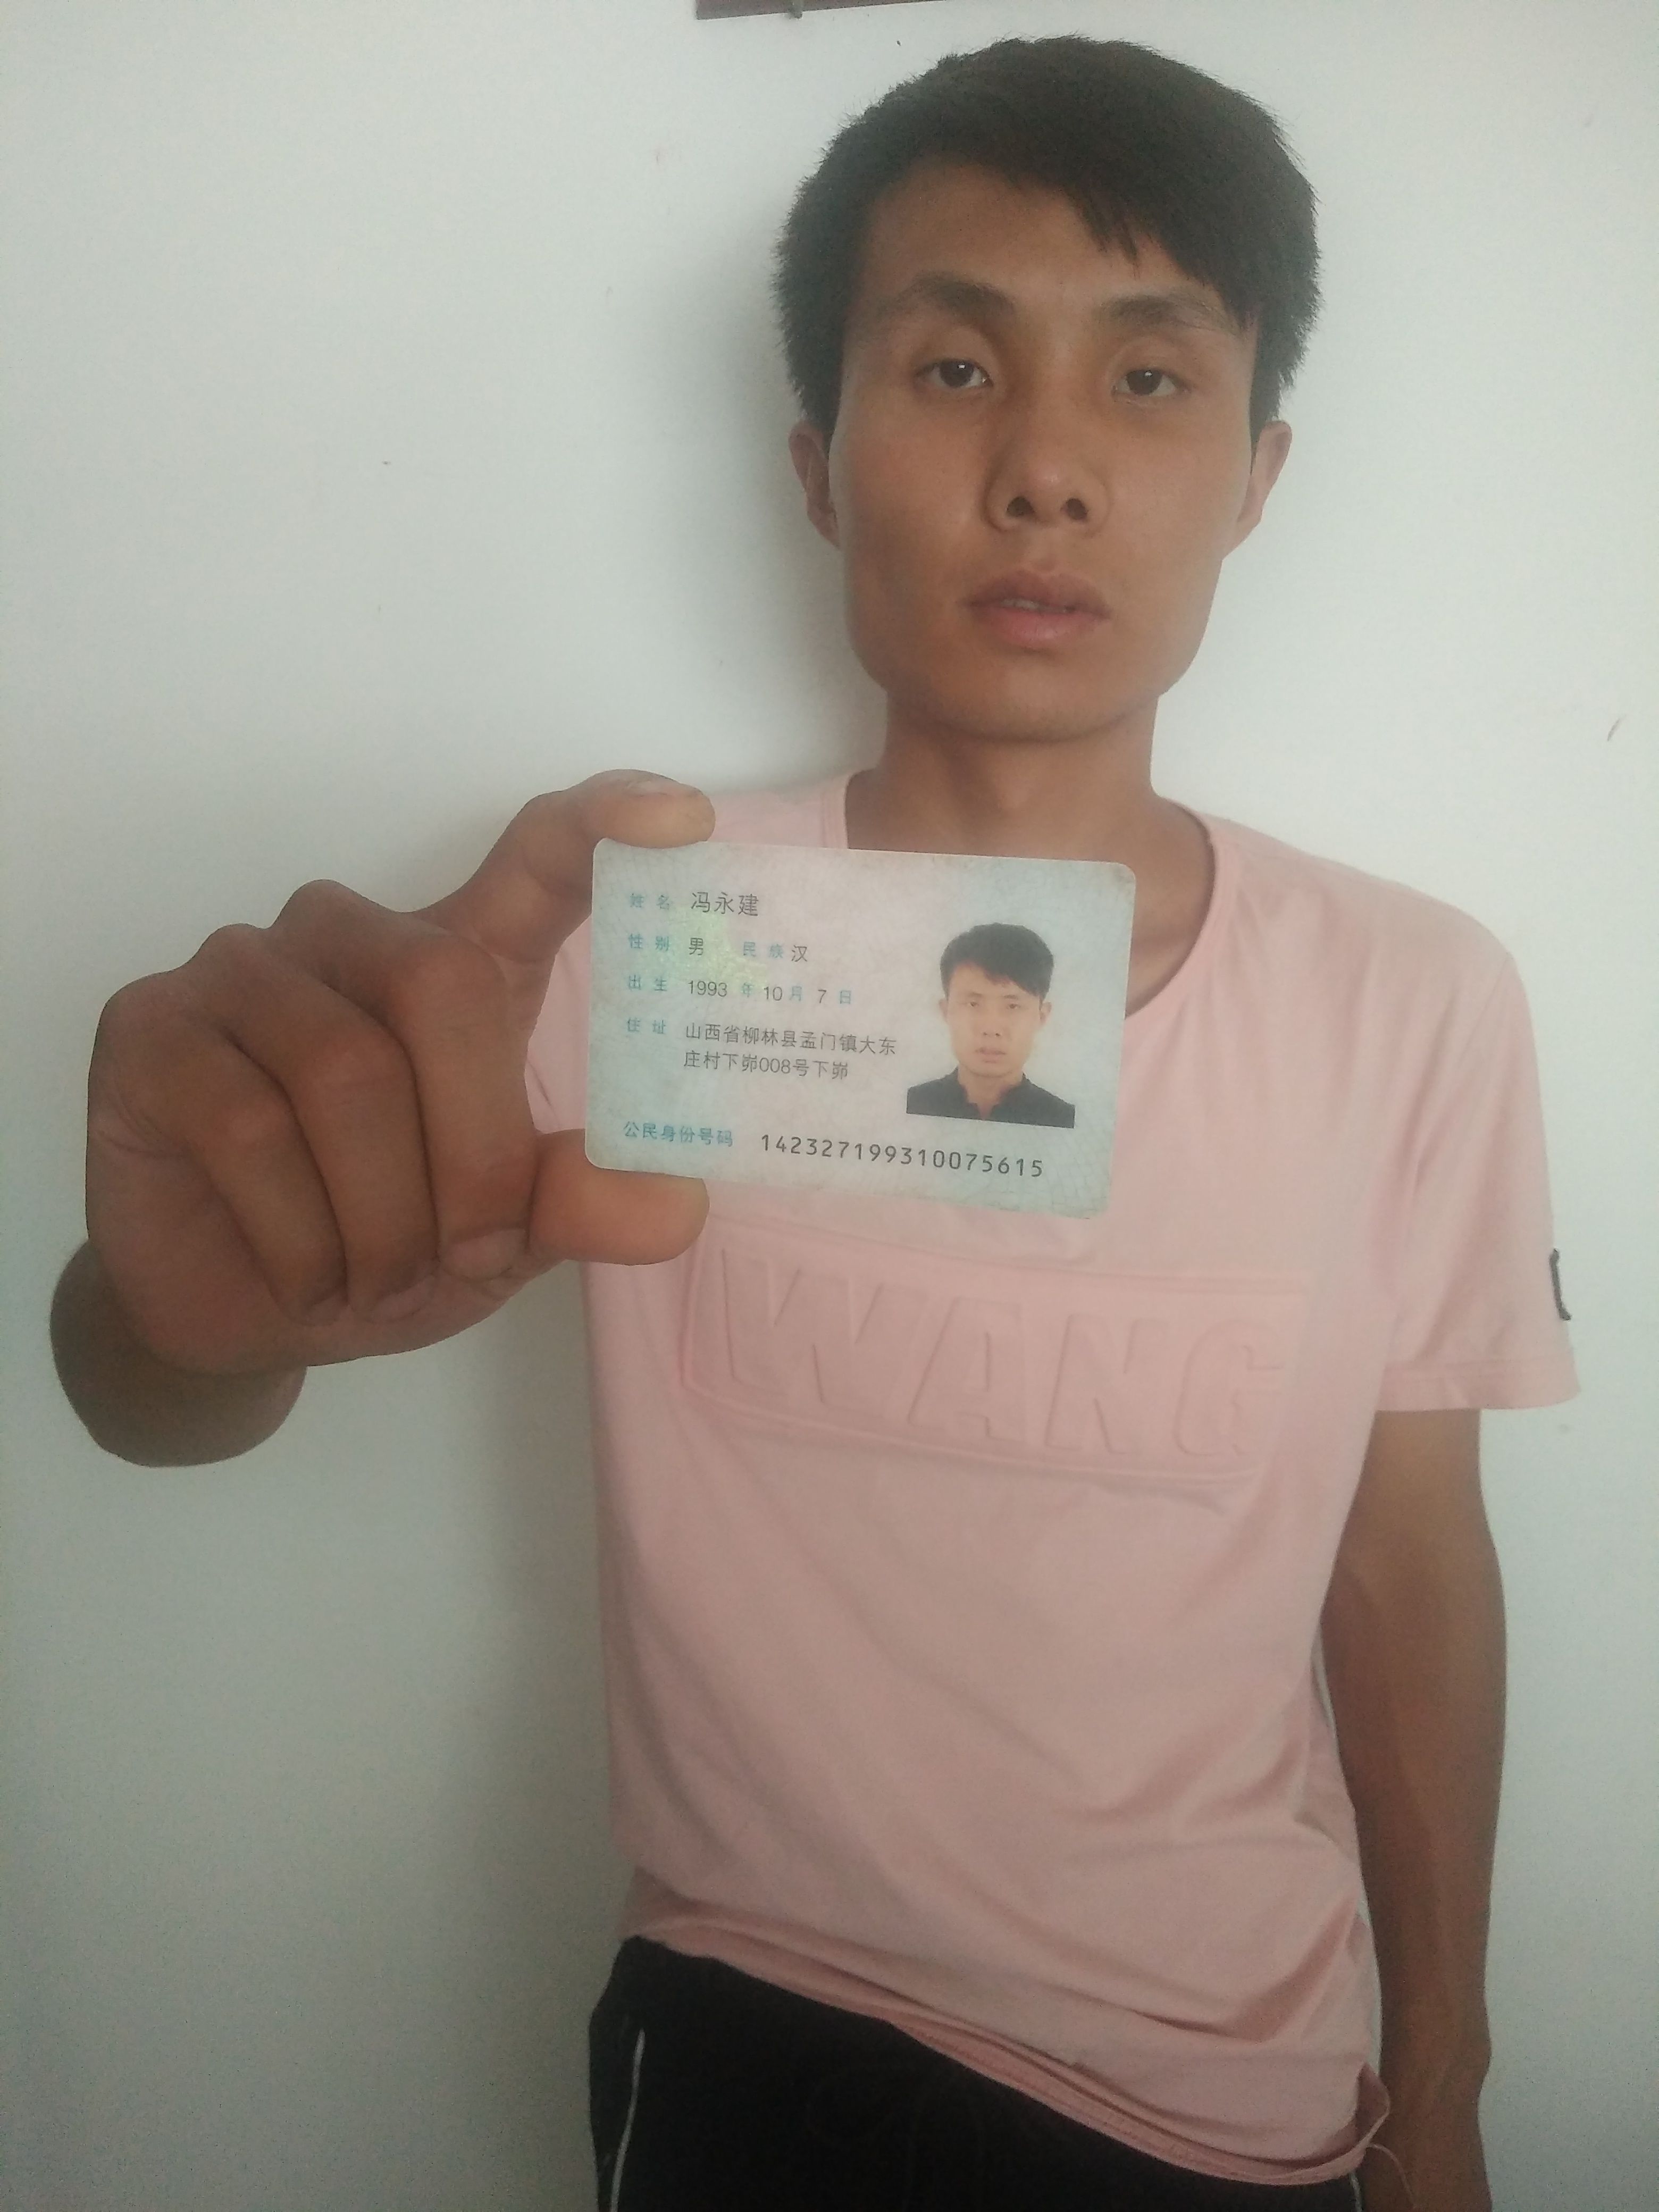 姓名 冯永建
性别 男 民族 汉
出生 1993 年 10 月 7 日
住址 山西省柳林县孟门镇大东
庄村下峁008号下峁
公民身份号码 142327199310075615
WANG